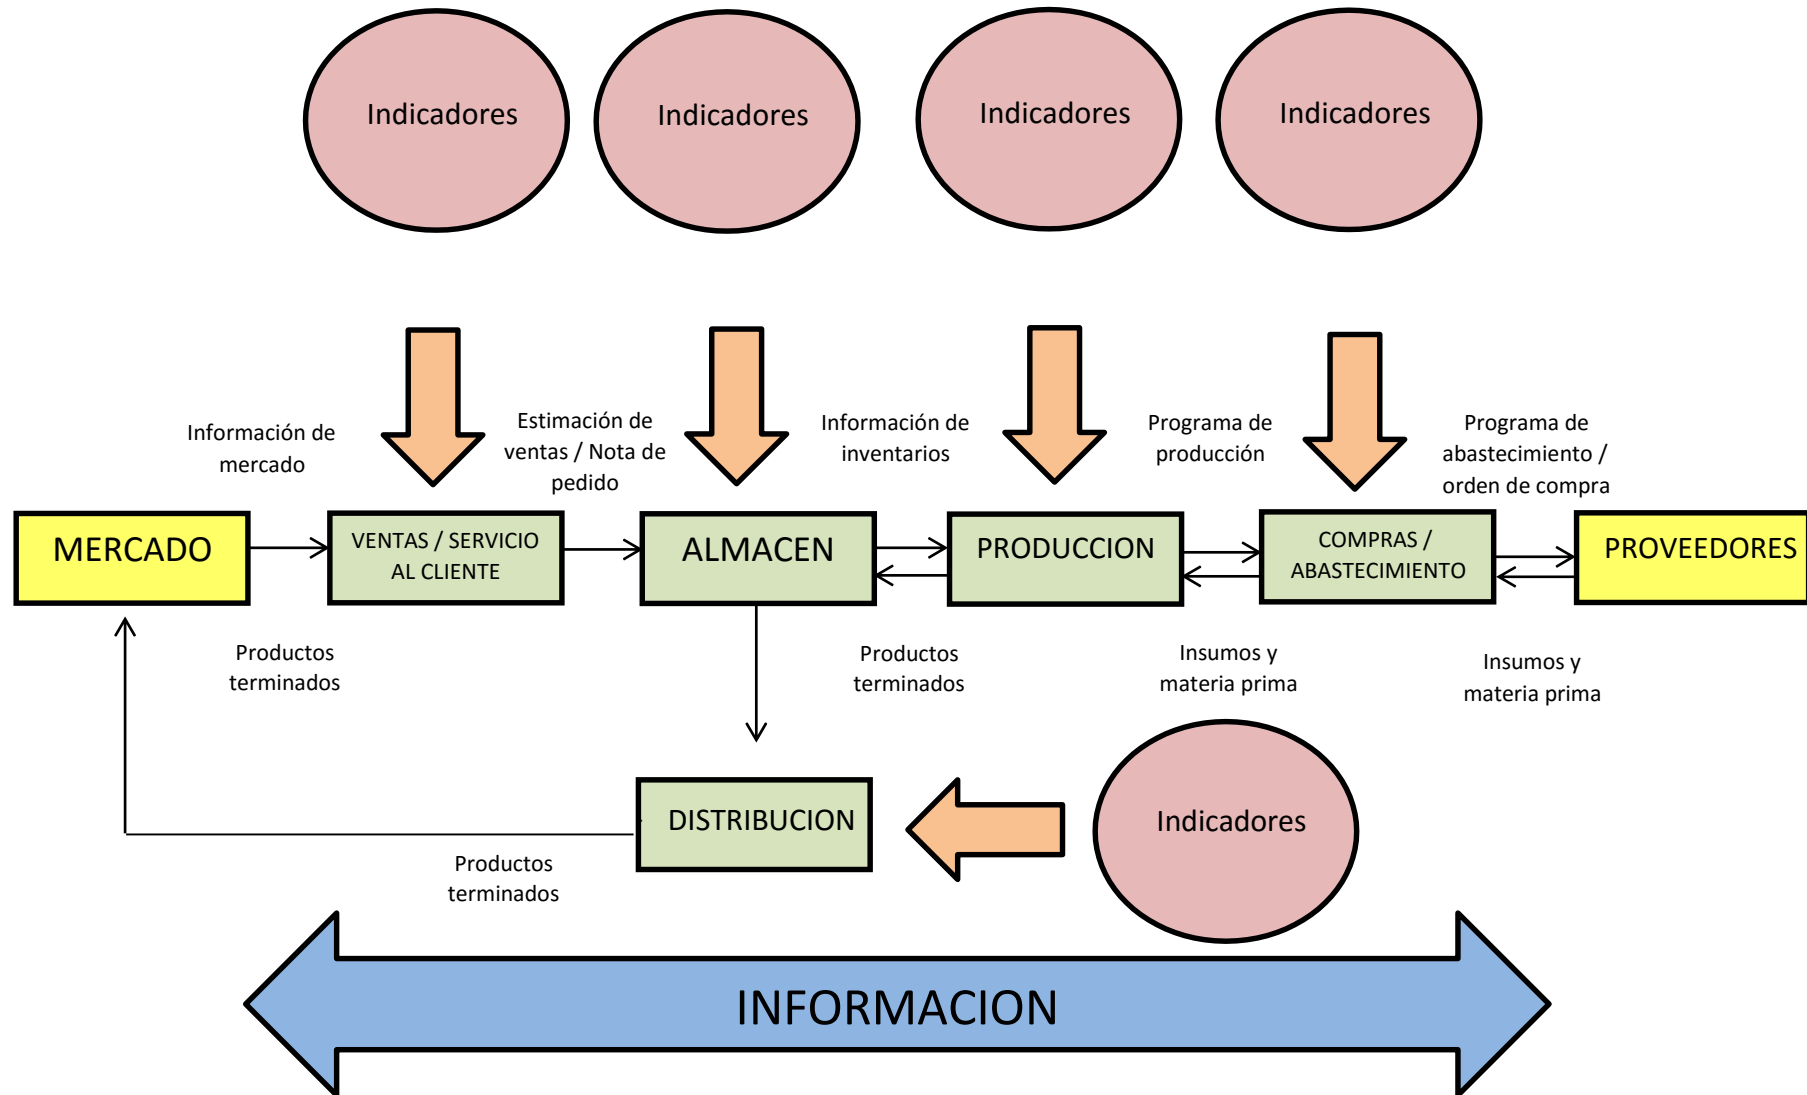 Indicadores
Indicadores
Indicadores
Indicadores
Información de
mercado
Estimación de
ventas / Nota de
pedido
Información de
inventarios
Programa de
producción
Programa de
abastecimiento /
orden de compra
MERCADO
VENTAS / SERVICIO
AL CLIENTE
ALMACEN
PRODUCCION
COMPRAS /
ABASTECIMIENTO
PROVEEDORES
Productos
terminados
Productos
terminados
Insumos y
materia prima
Insumos y
materia prima
DISTRIBUCION
Indicadores
Productos
terminados
INFORMACION